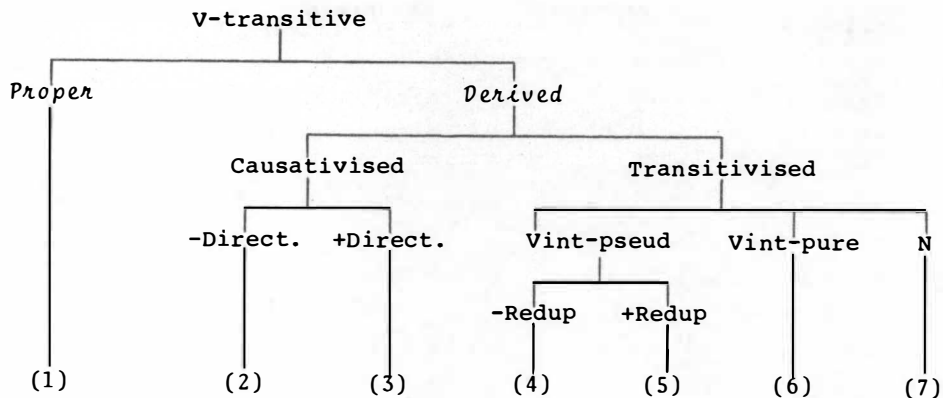 V-transitive
Proper Derived
Causativised Transitivised
-Direct. +Direct. Vint-pseud Vint-pure N
-Redup +Redup
(1) (2) (3) (4) (5) (6) (7)